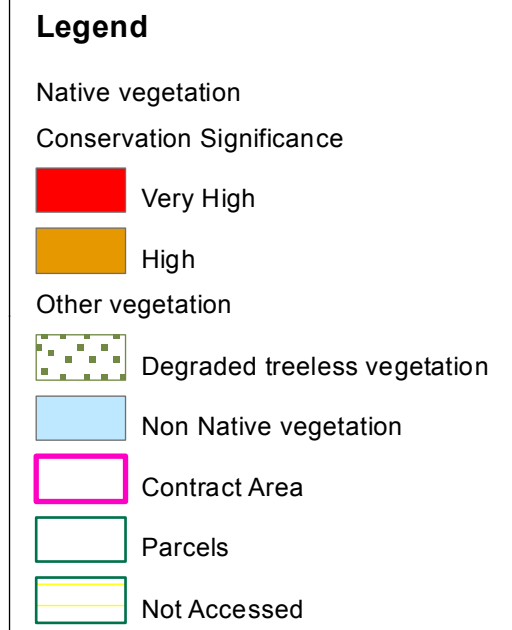 Legend
Native vegetation
Conservation Significance
Very High
High
Other vegetation
Degraded treeless vegetation
Non Native vegetation
Contract Area
Parcels
Not Accessed